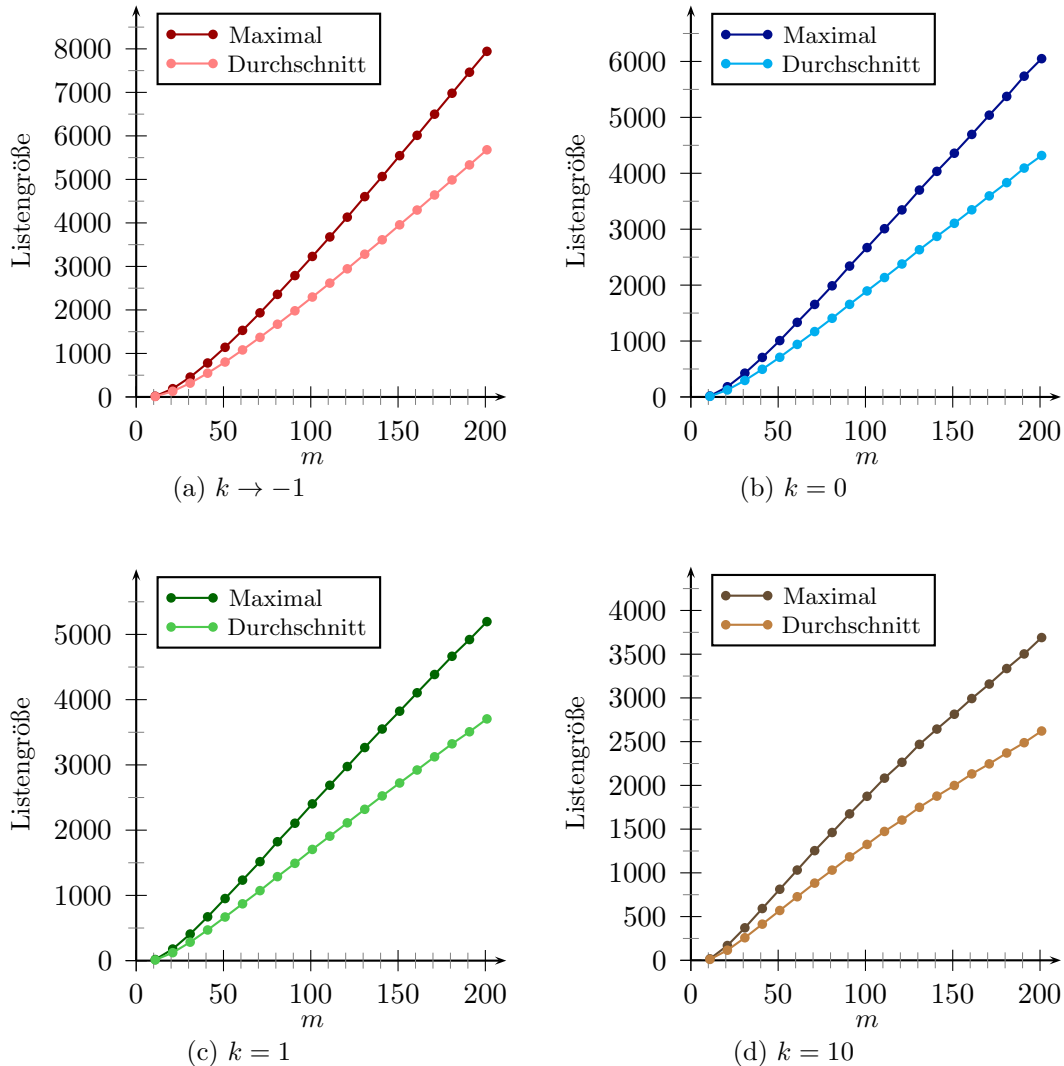 Maximal
Durchschnitt
8000
7000
6000
5000
4000
3000
2000
1000
0
Listengröße
0 50 100 150 200
m
(a) k → −1
Maximal
Durchschnitt
6000
5000
4000
3000
2000
1000
0
Listengröße
0 50 100 150 200
m
(b) k = 0
Maximal
Durchschnitt
5000
4000
3000
2000
1000
0
Listengröße
0 50 100 150 200
m
(c) k = 1
Maximal
Durchschnitt
4000
3500
3000
2500
2000
1500
1000
500
0
Listengröße
0 50 100 150 200
m
(d) k = 10